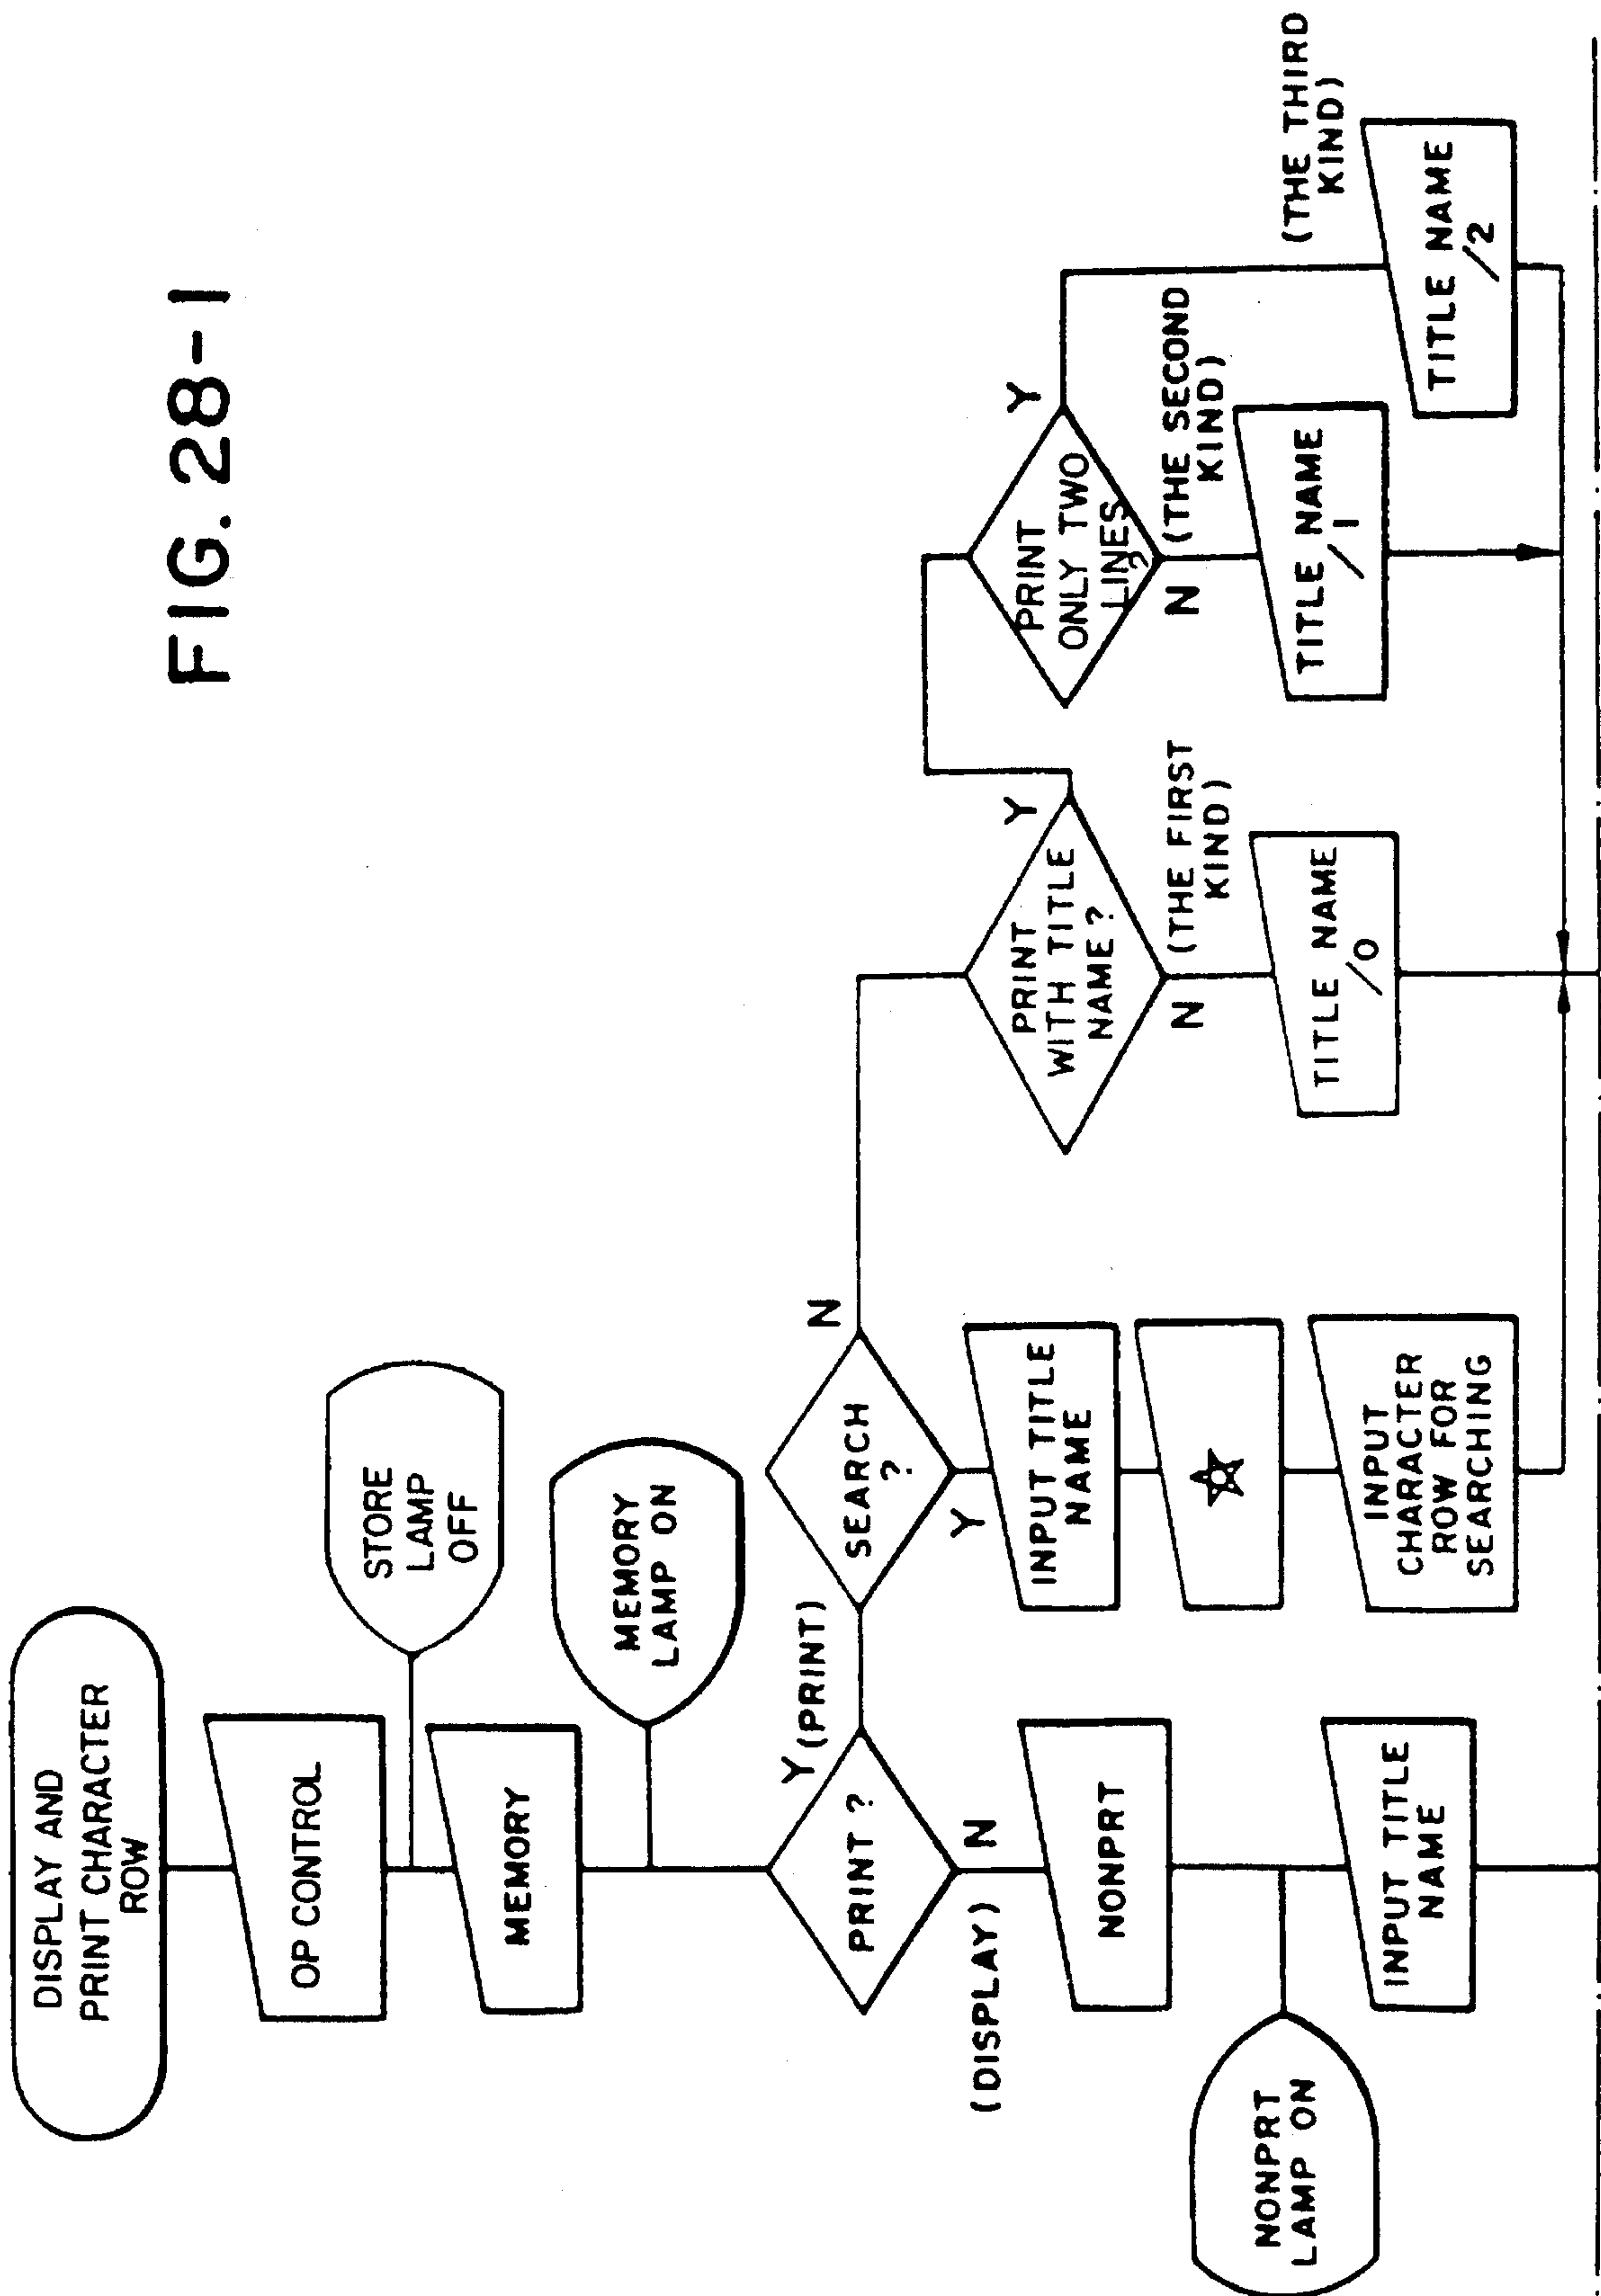 FIG. 28-1
DISPLAY AND
PRINT CHARACTER
ROW
OP CONTROL
STORE
LAMP
OFF
MEMORY
MEMORY
LAMP ON
PRINT ?
Y (PRINT)
N
(DISPLAY)
NONPRT
NONPRT
LAMP ON
INPUT TITLE
NAME
SEARCH
?
N
Y
INPUT TITLE
NAME
☆
INPUT
CHARACTER
ROW FOR
SEARCHING
PRINT
WITH TITLE
NAME ?
Y
N
(THE FIRST
KIND)
TITLE NAME
/0
PRINT
ONLY TWO
LINES?
Y
N
(THE SECOND
KIND)
TITLE NAME
/1
(THE THIRD
KIND)
TITLE NAME
/2